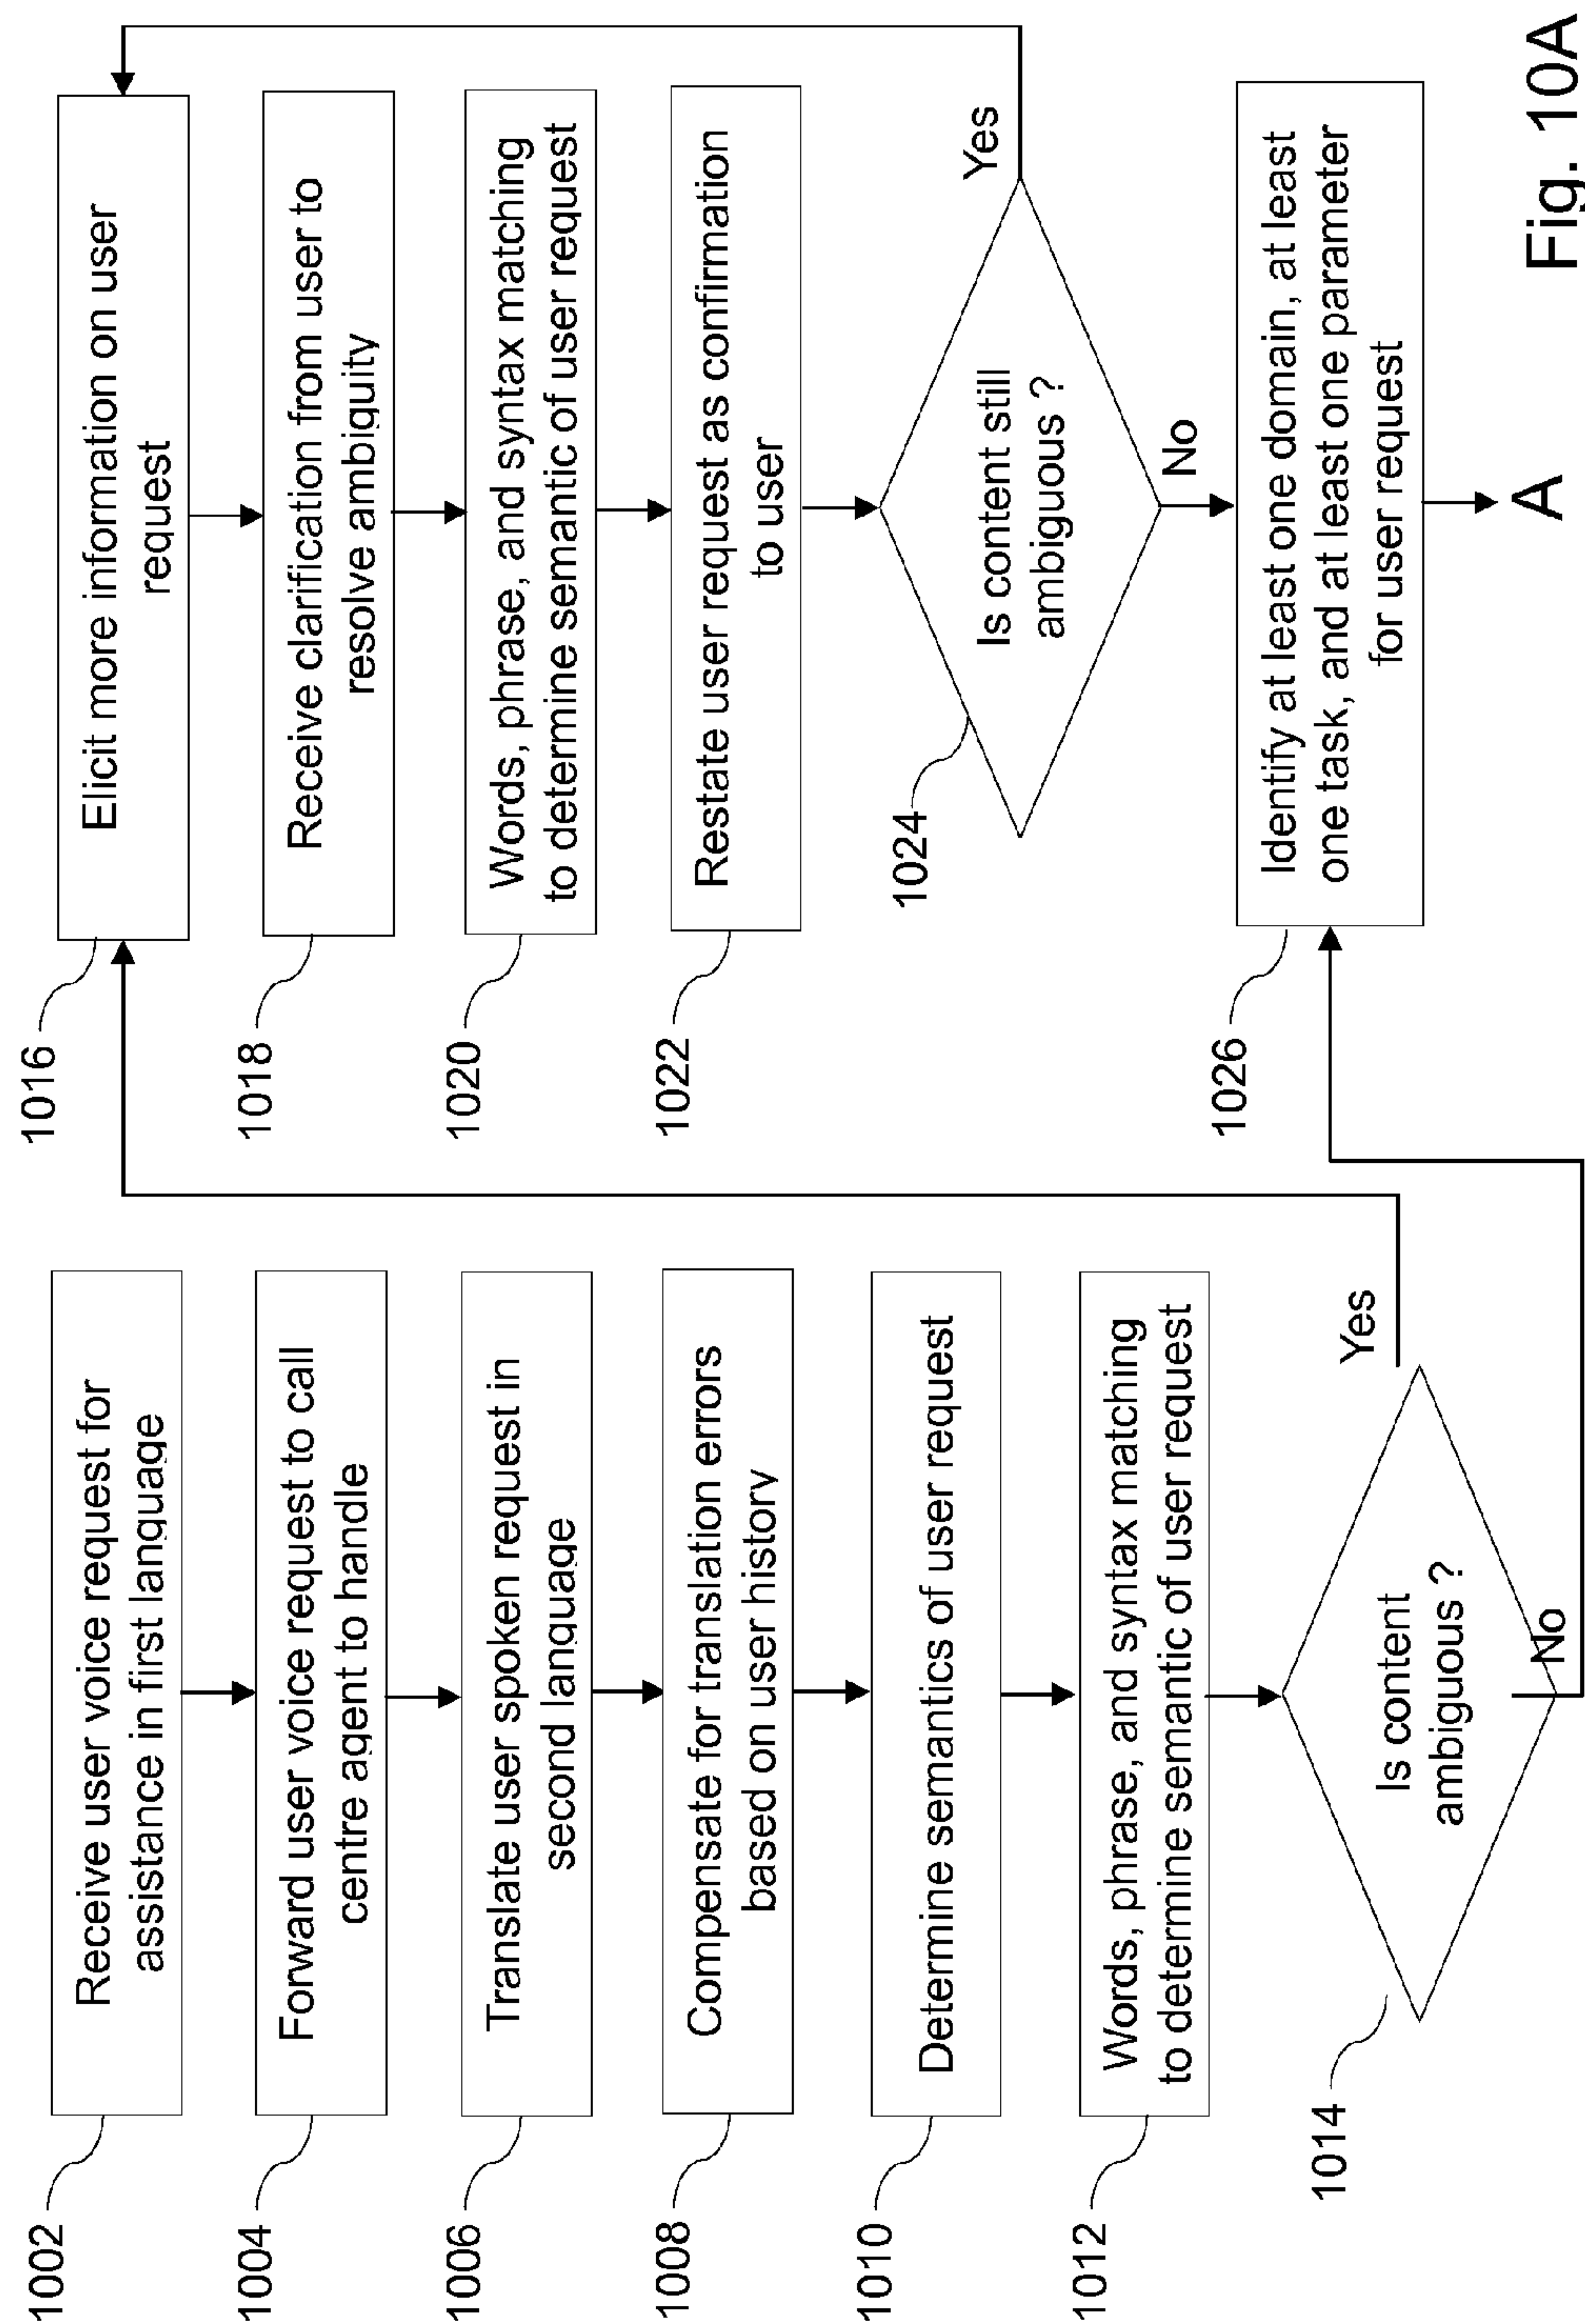 1002
Receive user voice request for
assistance in first language
1004
Forward user voice request to call
centre agent to handle
1006
Translate user spoken request in
second language
1008
Compensate for translation errors
based on user history
1010
Determine semantics of user request
1012
Words, phrase, and syntax matching
to determine semantic of user request
1014
Is content
ambiguous ?
Yes
No
1016
Elicit more information on user
request
1018
Receive clarification from user to
resolve ambiguity
1020
Words, phrase, and syntax matching
to determine semantic of user request
1022
Restate user request as confirmation
to user
1024
Is content still
ambiguous ?
Yes
No
1026
Identify at least one domain, at least
one task, and at least one parameter
for user request
A
Fig. 10A